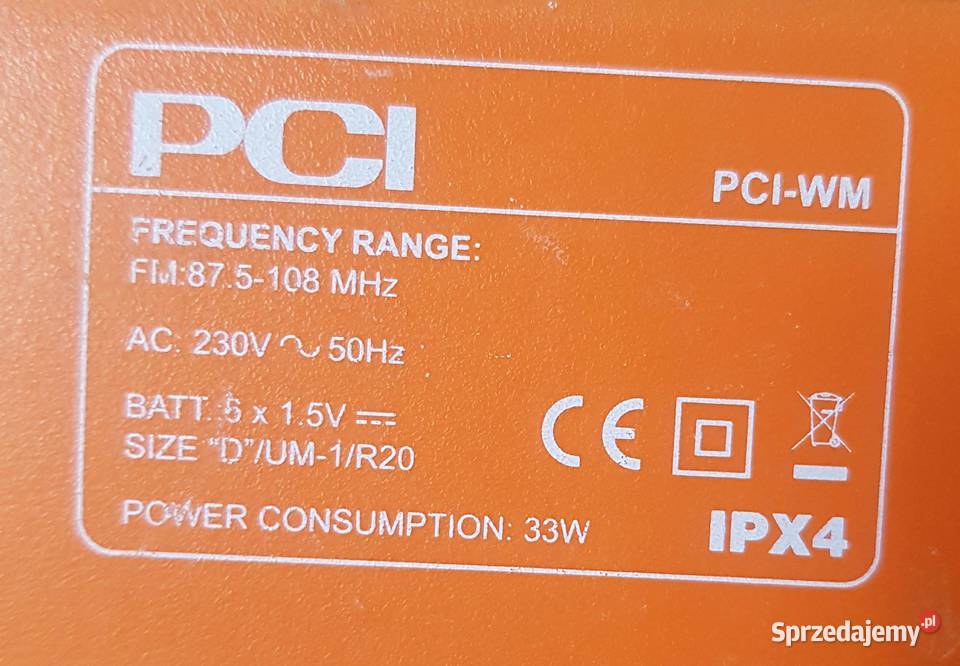 PCI
PCI-WM
FREQUENCY RANGE:
FM:87.5-108 MHz
AC: 230V ~ 50Hz
BATT.: x 1.5V ⎓
SIZE "D"/UM-1/R20
POWER CONSUMPTION: 33W
CE
IPX4
Sprzedajemy.pl